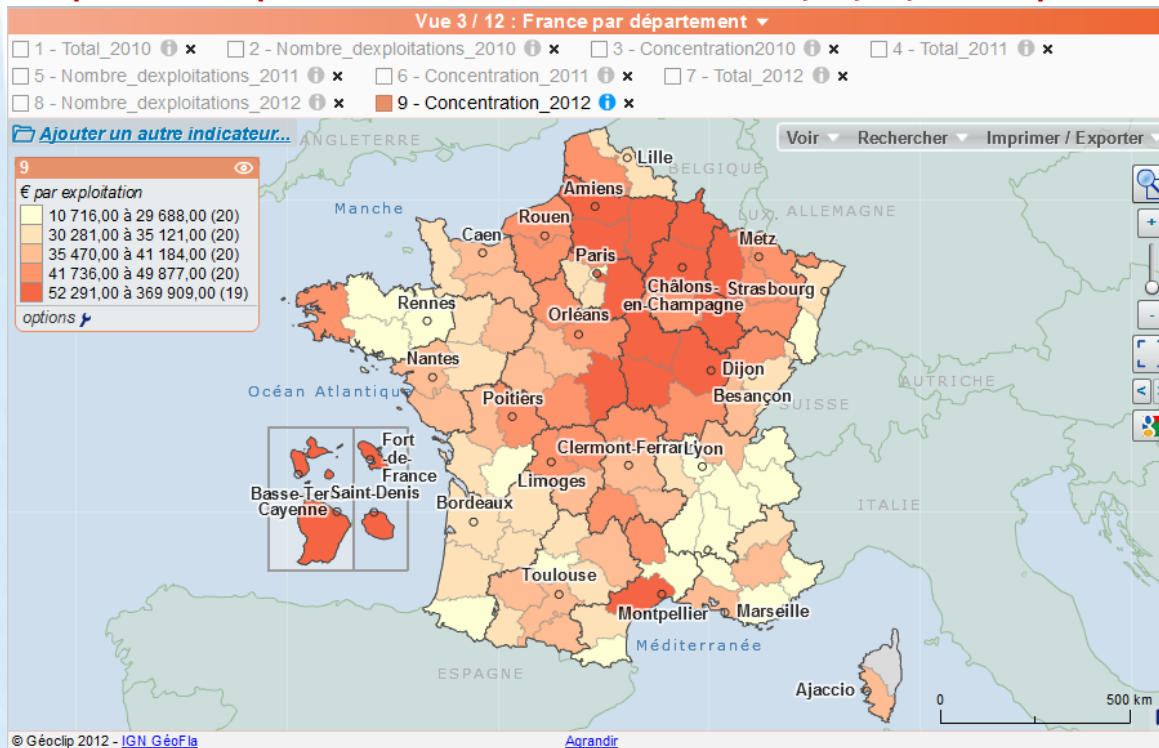 Vue 3 / 12 : France par département
1 - Total_2010 2 - Nombre_dexploitations_2010 3 - Concentration2010 4 - Total_2011
5 - Nombre_dexploitations_2011 6 - Concentration_2011 7 - Total_2012
8 - Nombre_dexploitations_2012 9 - Concentration_2012
Ajouter un autre indicateur...
Voir Rechercher Imprimer / Exporter
9
€ par exploitation
10 716,00 à 29 688,00 (20)
30 281,00 à 35 121,00 (20)
35 470,00 à 41 184,00 (20)
41 736,00 à 49 877,00 (20)
52 291,00 à 369 909,00 (19)
options
ANGLETERRE
Lille
BELGIQUE
Amiens
Manche
LUX.
ALLEMAGNE
Rouen
Caen
Metz
Paris
Châlons-
en-Champagne
Strasbourg
Rennes
Orléans
Nantes
Dijon
Océan Atlantique
AUTRICHE
Poitiers
Besançon
SUISSE
Fort
-de-
France
Clermont-Ferrar
Lyon
Limoges
Basse-Ter
Saint-Denis
Cayenne
Bordeaux
ITALIE
Toulouse
Montpellier
Marseille
Méditerranée
ESPAGNE
Ajaccio
0
500 km
© Géoclip 2012 - IGN GéoFla
Agrandir